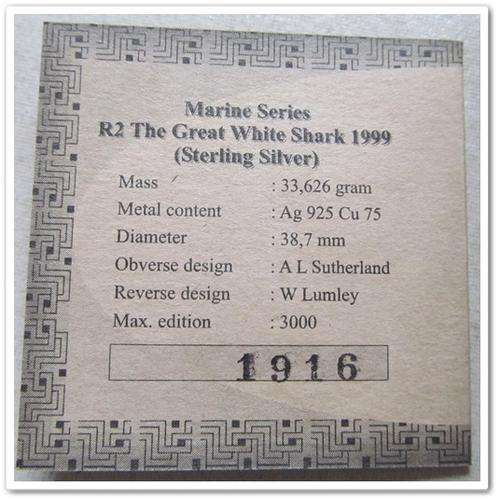 Marine Series
R2 The Great White Shark 1999
(Sterling Silver)
Mass : 33,626 gram
Metal content : Ag 925 Cu 75
Diameter : 38,7 mm
Obverse design : A L Sutherland
Reverse design : W Lumley
Max. edition : 3000
1916